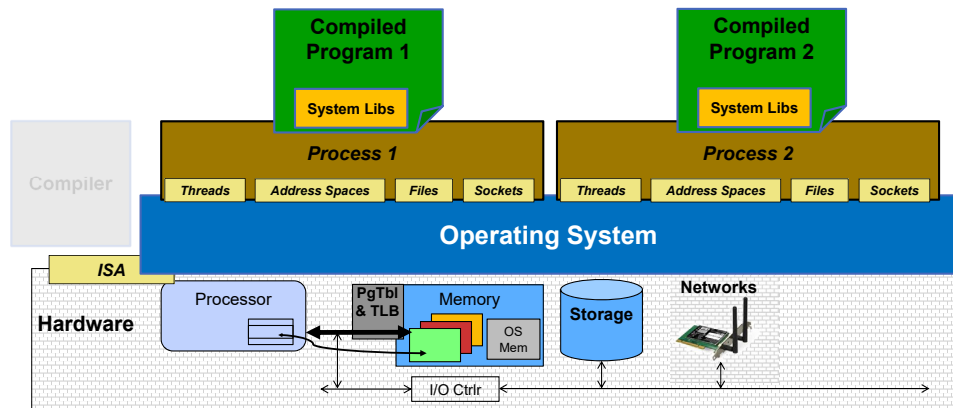 Compiled
Program 1
System Libs
Compiled
Program 2
System Libs
Process 1
Process 2
Compiler
Threads
Address Spaces
Files
Sockets
Threads
Address Spaces
Files
Sockets
Operating System
ISA
Hardware
Processor
PgTbl
& TLB
Memory
OS
Mem
Storage
Networks
I/O Ctrlr